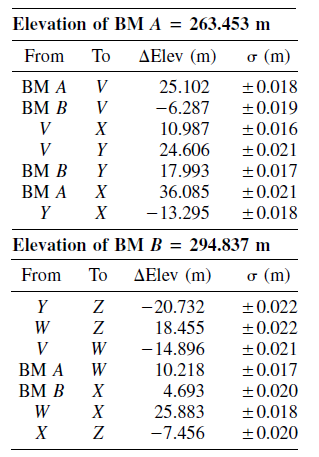 Elevation of BM A = 263.453 m
From To ΔElev (m) σ (m)
BM A V 25.102 ±0.018
BM B V −6.287 ±0.019
V X 10.987 ±0.016
V Y 24.606 ±0.021
BM B Y 17.993 ±0.017
BM A X 36.085 ±0.021
Y X −13.295 ±0.018
Elevation of BM B = 294.837 m
From To ΔElev (m) σ (m)
Y Z −20.732 ±0.022
W Z 18.455 ±0.022
V W −14.896 ±0.021
BM A W 10.218 ±0.017
BM B X 4.693 ±0.020
W X 25.883 ±0.018
X Z −7.456 ±0.020